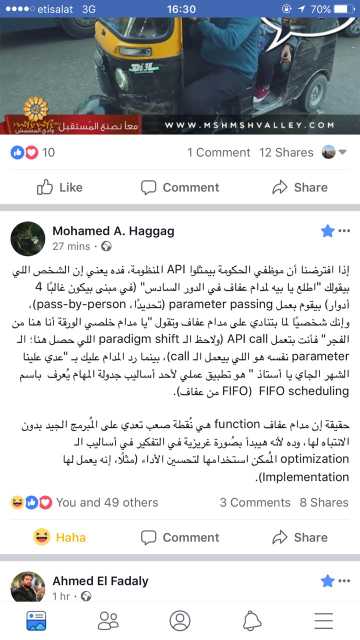 etisalat 3G 16:30 70%
DIL
معاً نصنع المستقبل
WWW.MSHMSHVALLEY.COM
10 1 Comment 12 Shares
Like Comment Share
Mohamed A. Haggag
27 mins
إذا افترضنا أن موظفي الحكومة بيمثلوا API المنظومة، فده يعني إن الشخص اللي
بيقولك "اطلع يا بيه لمدام عفاف في الدور السادس" (في مبنى بيكون غالبًا 4
أدوار) بيقوم بعمل parameter passing (تحديدًا، pass-by-person)،
وإنك شخصيًا لما بتنادي على مدام عفاف وتقول "يا مدام خلصي الورقة أنا هنا من
الفجر" فأنت بتعمل API call (ولاحظ الـ paradigm shift اللي حصل هنا؛ الـ
parameter نفسه هو اللي بيعمل الـ call)، بينما رد المدام عليك بـ "عدي علينا
الشهر الجاي يا أستاذ " هو تطبيق عملي لأحد أساليب جدولة المهام يُعرف باسم
FIFO scheduling (FIFO من عفاف).
حقيقة إن مدام عفاف function هي نُقطة صعب تعدي على المُبرمج الجيد بدون
الانتباه لها، وده لأنه هيبدأ بصُورة غريزية في التفكير في أساليب الـ
optimization المُمكن استخدامها لتحسين الأداء (مثلًا، إنه يعمل لها
Implementation).
You and 49 others 3 Comments 8 Shares
Haha Comment Share
Ahmed El Fadaly
1 hr